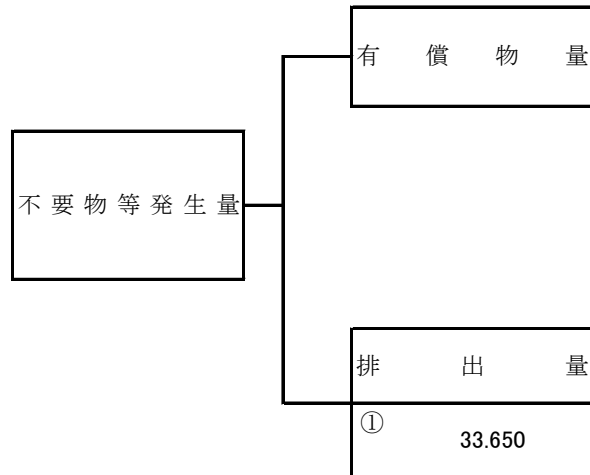 有償物量
不要物等発生量
排出量
①
33.650